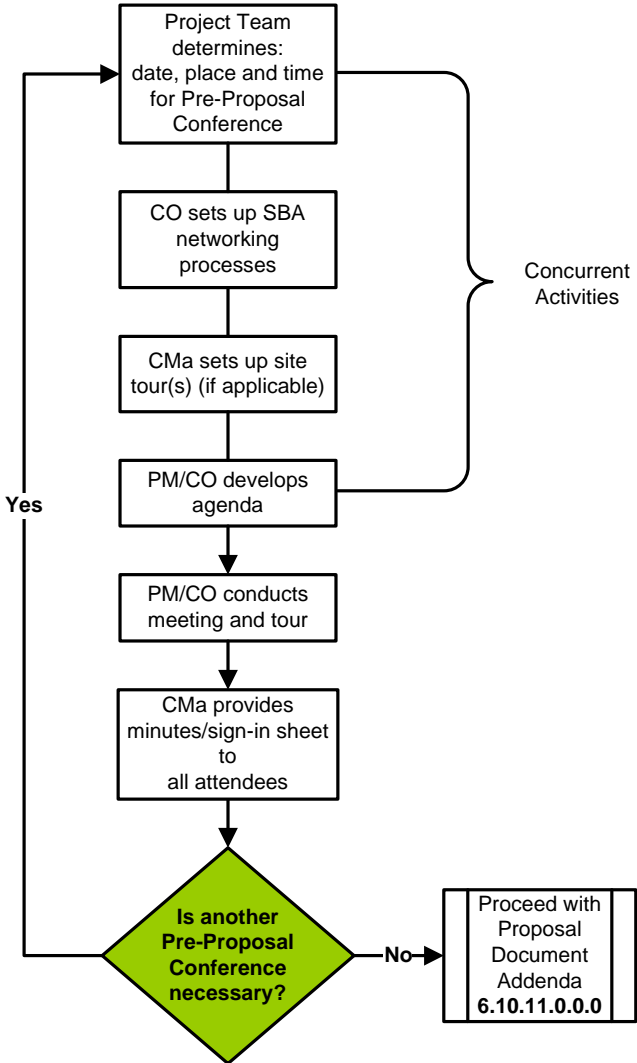 Project Team
determines:
date, place and time
for Pre-Proposal
Conference
CO sets up SBA
networking
processes
Concurrent
Activities
CMa sets up site
tour(s) (if applicable)
PM/CO develops
agenda
Yes
PM/CO conducts
meeting and tour
CMa provides
minutes/sign-in sheet
to
all attendees
Is another
Pre-Proposal
Conference
necessary?
No
Proceed with
Proposal
Document
Addenda
6.10.11.0.0.0